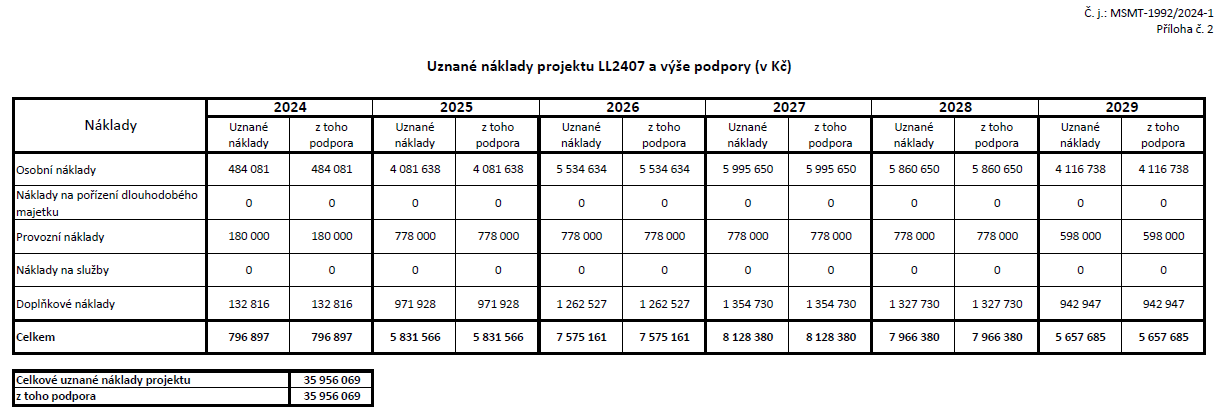 Č. j.: MSMT-1992/2024-1
Příloha č. 2
Uznané náklady projektu LL2407 a výše podpory (v Kč)
Náklady 2024 2025 2026 2027 2028 2029
Uznané náklady z toho podpora Uznané náklady z toho podpora Uznané náklady z toho podpora Uznané náklady z toho podpora Uznané náklady z toho podpora Uznané náklady z toho podpora
Osobní náklady 484 081 484 081 4 081 638 4 081 638 5 534 634 5 534 634 5 995 650 5 995 650 5 860 650 5 860 650 4 116 738 4 116 738
Náklady na pořízení dlouhodobého
majetku 0 0 0 0 0 0 0 0 0 0 0 0
Provozní náklady 180 000 180 000 778 000 778 000 778 000 778 000 778 000 778 000 778 000 778 000 598 000 598 000
Náklady na služby 0 0 0 0 0 0 0 0 0 0 0 0
Doplňkové náklady 132 816 132 816 971 928 971 928 1 262 527 1 262 527 1 354 730 1 354 730 1 327 730 1 327 730 942 947 942 947
Celkem 796 897 796 897 5 831 566 5 831 566 7 575 161 7 575 161 8 128 380 8 128 380 7 966 380 7 966 380 5 657 685 5 657 685
Celkové uznané náklady projektu 35 956 069
z toho podpora 35 956 069